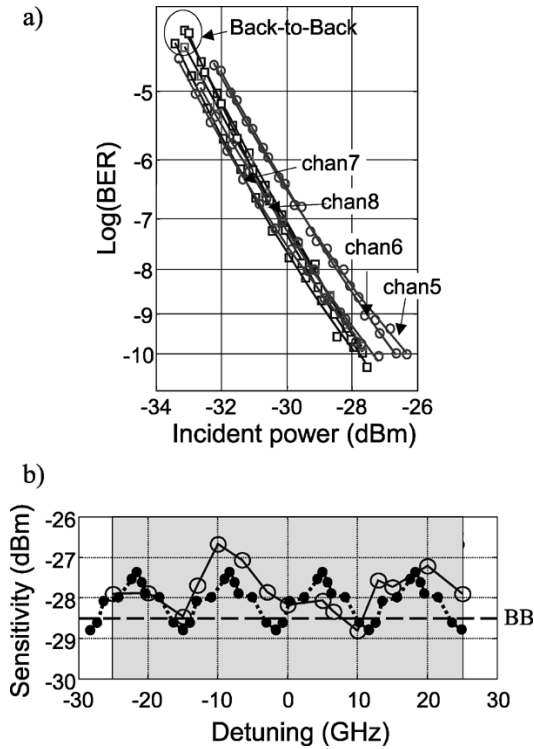 a)
Back-to-Back
-5
-6
-7
-8
-9
-10
Log(BER)
chan7
chan8
chan6
chan5
-34 -32 -30 -28 -26
Incident power (dBm)
b)
-26
-27
-28
-29
-30
Sensitivity (dBm)
BB
-30 -20 -10 0 10 20 30
Detuning (GHz)